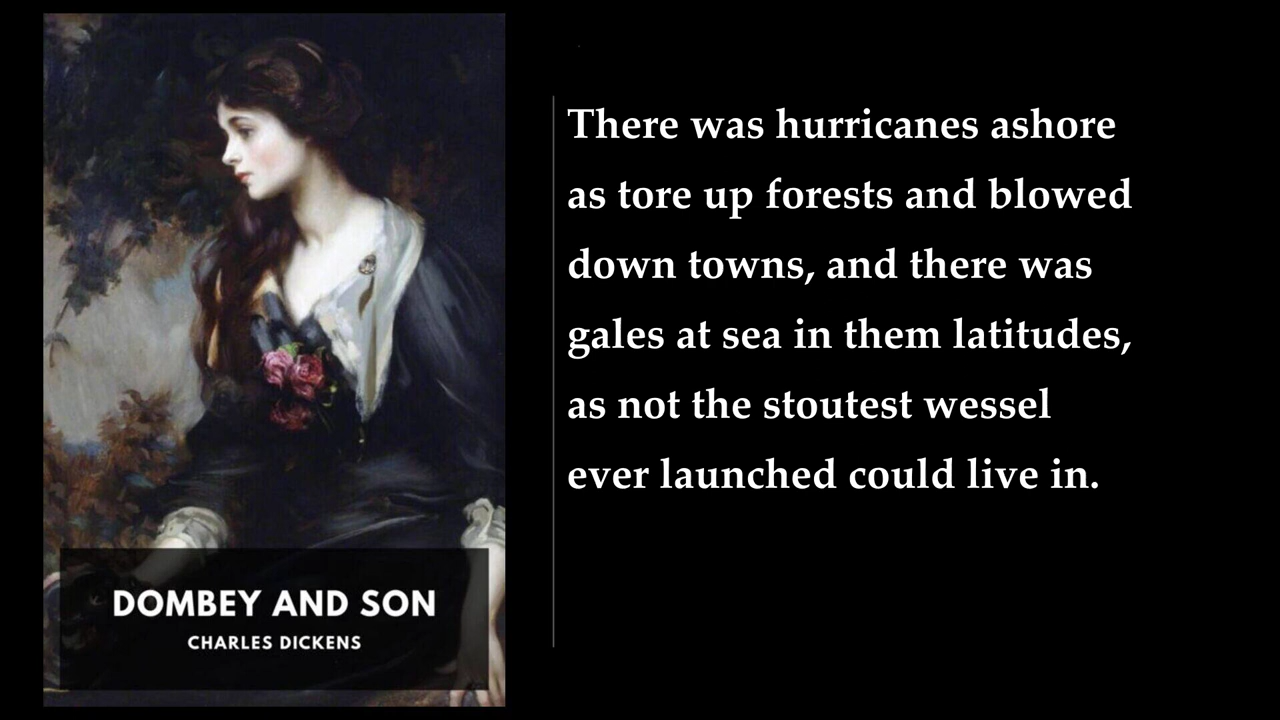 There was hurricanes ashore
as tore up forests and blowed
down towns, and there was
gales at sea in them latitudes,
as not the stoutest wessel
ever launched could live in.
DOMBEY AND SON
CHARLES DICKENS